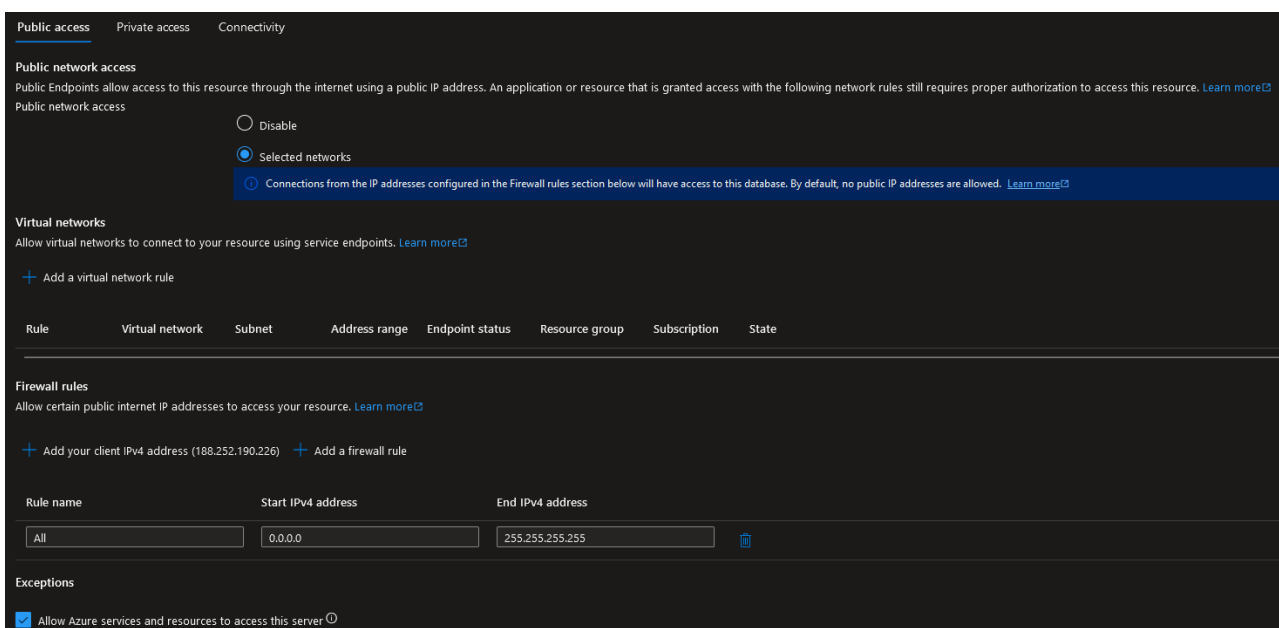 Public access Private access Connectivity
Public network access
Public Endpoints allow access to this resource through the internet using a public IP address. An application or resource that is granted access with the following network rules still requires proper authorization to access this resource. Learn more
Public network access
Disable
Selected networks
Connections from the IP addresses configured in the Firewall rules section below will have access to this database. By default, no public IP addresses are allowed. Learn more
Virtual networks
Allow virtual networks to connect to your resource using service endpoints. Learn more
Add a virtual network rule
Rule Virtual network Subnet Address range Endpoint status Resource group Subscription State
Firewall rules
Allow certain public internet IP addresses to access your resource. Learn more
Add your client IPv4 address (188.252.190.226) Add a firewall rule
Rule name Start IPv4 address End IPv4 address
All 0.0.0.0 255.255.255.255
Exceptions
Allow Azure services and resources to access this server